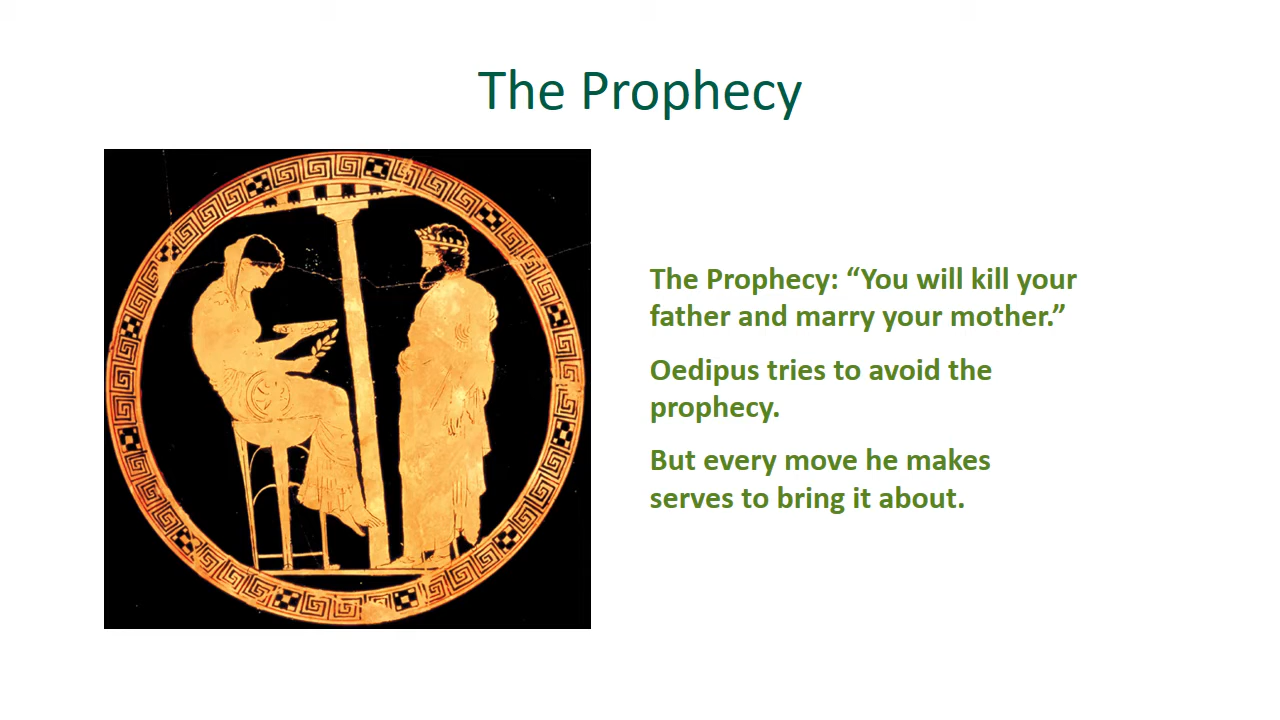 The Prophecy
The Prophecy: “You will kill your
father and marry your mother.”
Oedipus tries to avoid the
prophecy.
But every move he makes
serves to bring it about.